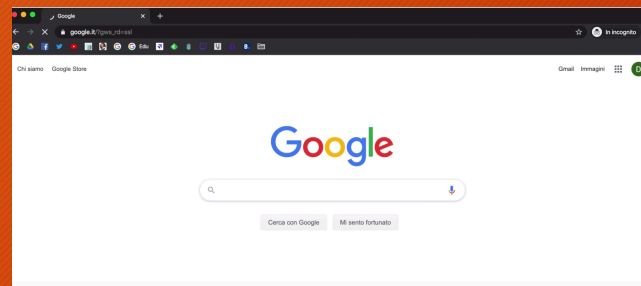 Google
google.it/?gws_rd=ssl
In incognito
Edu
Chi siamo Google Store
Gmail Immagini
Google
Cerca con Google Mi sento fortunato